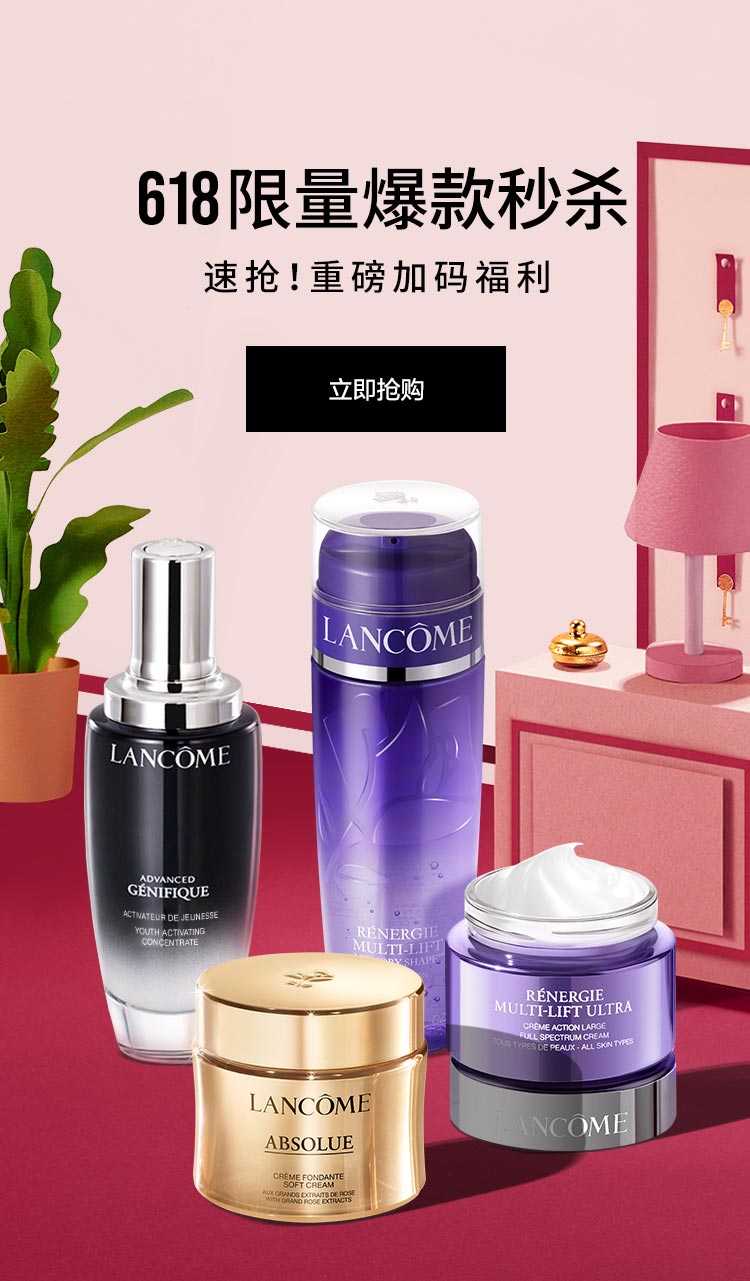 618限量爆款秒杀
速抢！重磅加码福利
立即抢购
LANCÔME
ADVANCED
GÉNIFIQUE
ACTIVATEUR DE JEUNESSE
YOUTH ACTIVATING
CONCENTRATE
LANCÔME
RÉNERGIE
MULTI-LIFT
RÉNERGIE
MULTI-LIFT ULTRA
CRÈME ACTION LARGE
FULL SPECTRUM CREAM
TOUS TYPES DE PEAUX - ALL SKIN TYPES
LANCÔME
LANCÔME
ABSOLUE
CRÈME FONDANTE
SOFT CREAM
AUX GRANDS EXTRAITS DE ROSE
WITH GRAND ROSE EXTRACTS